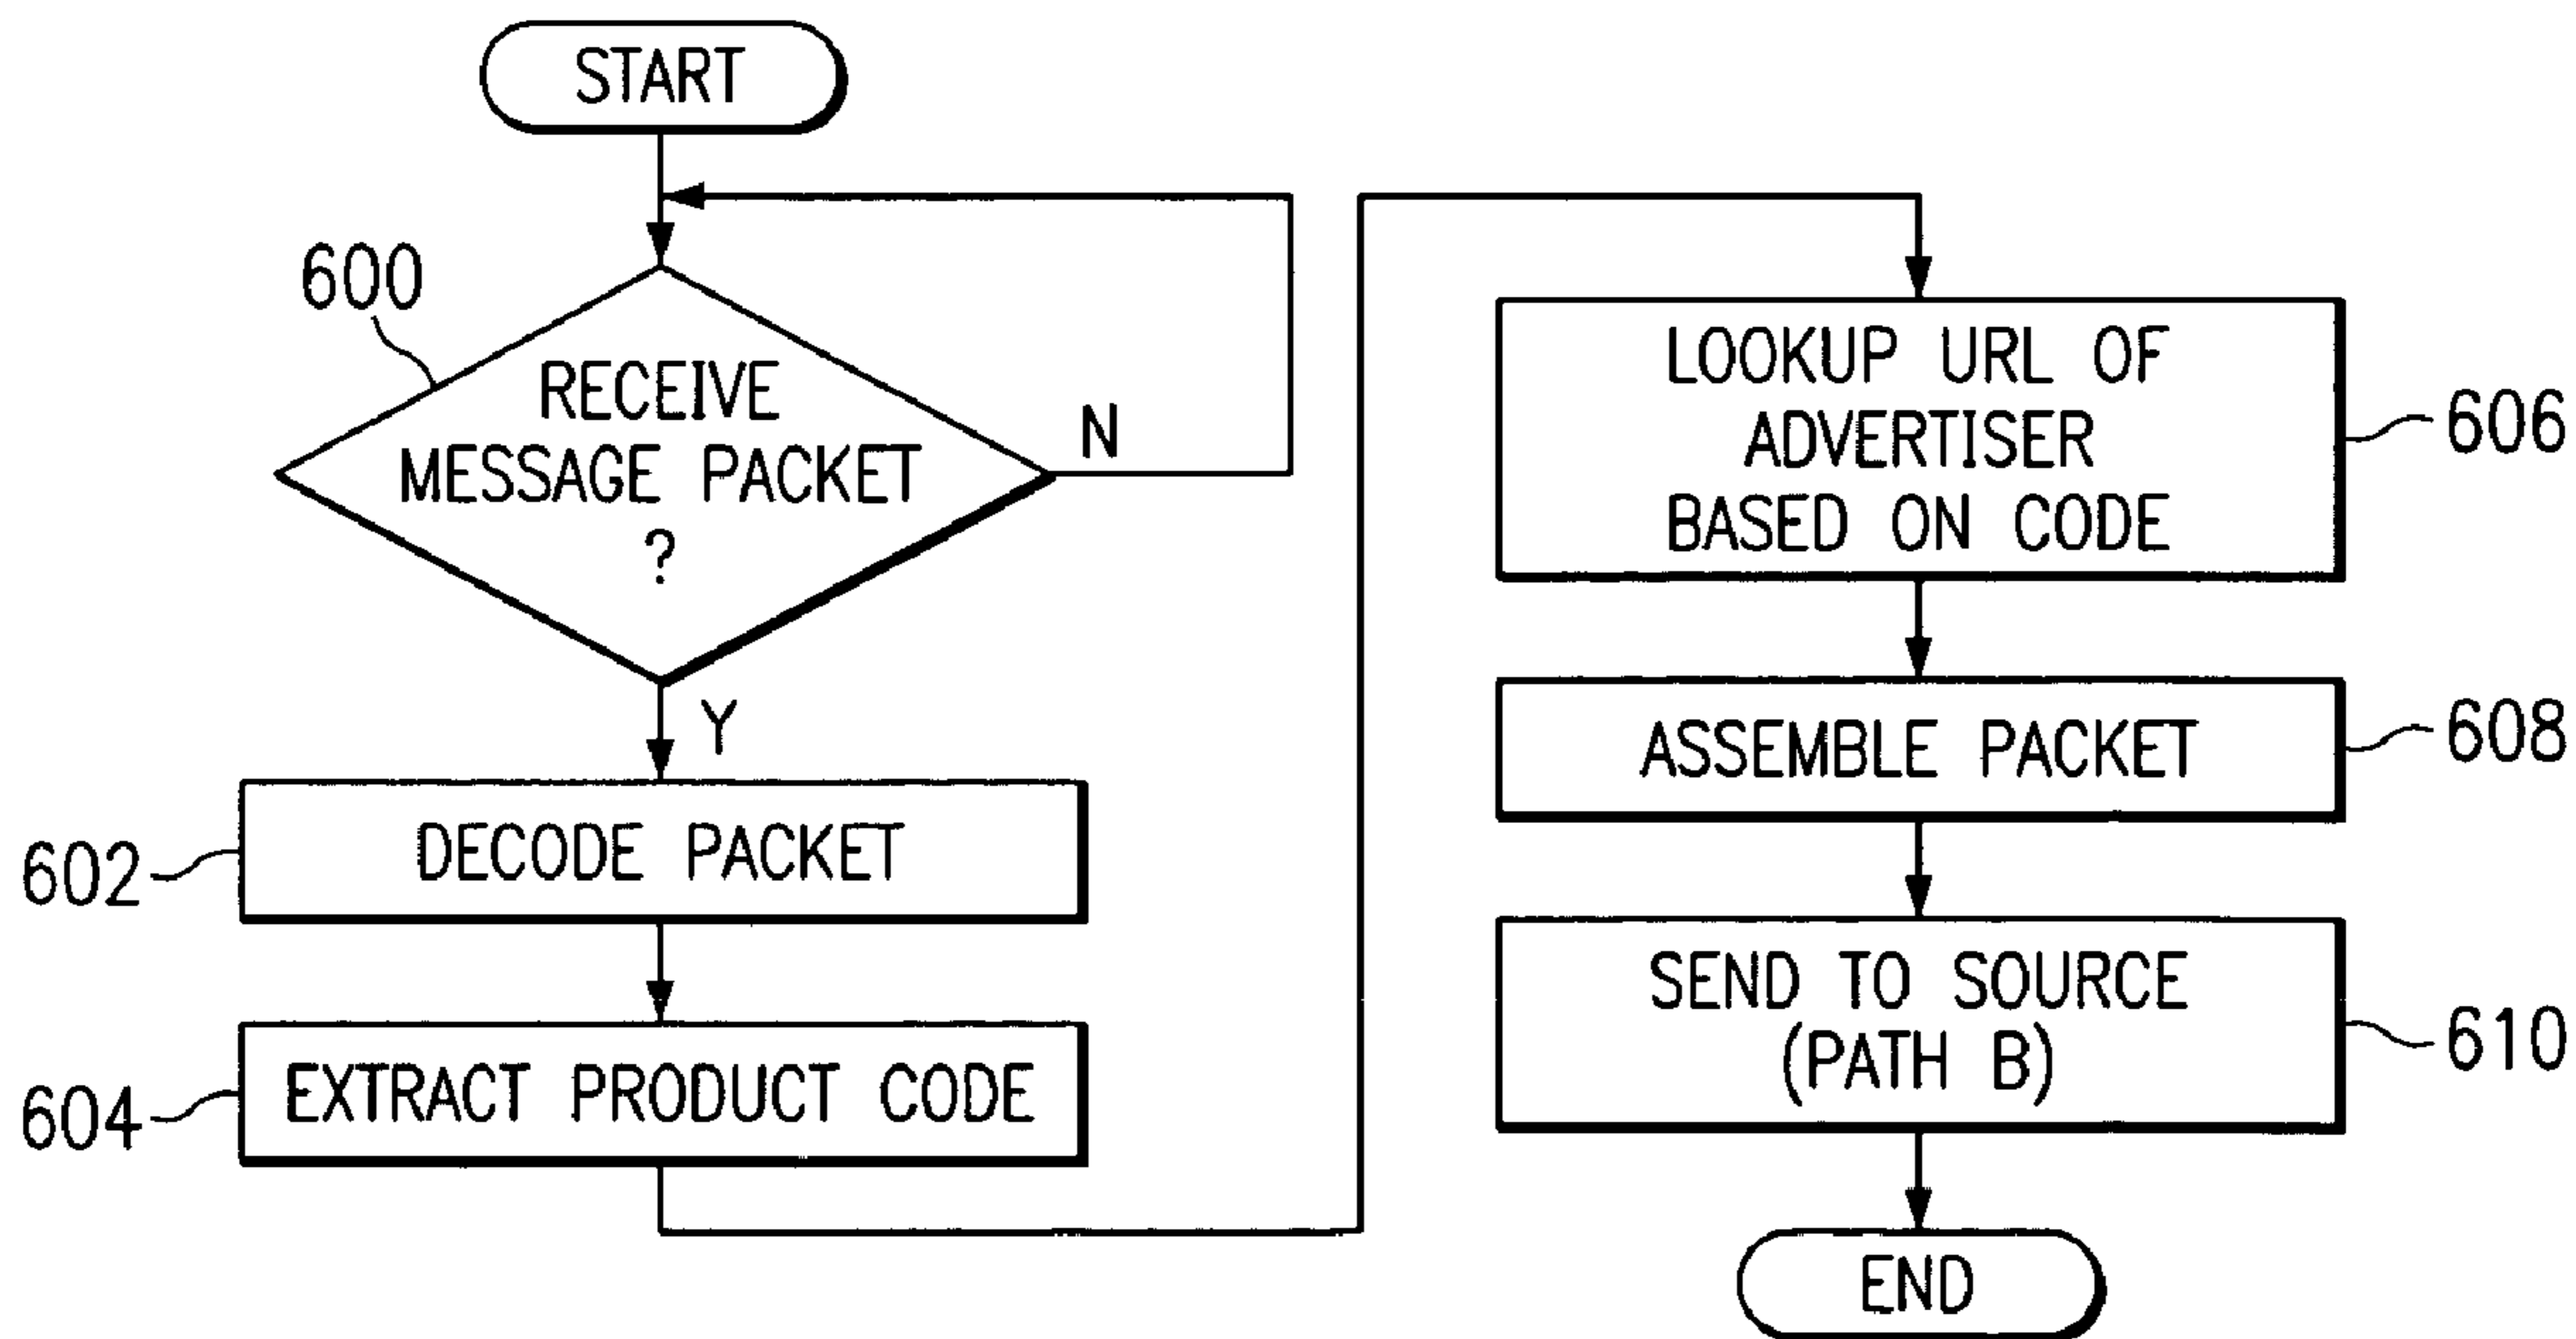 START
600
RECEIVE
MESSAGE PACKET
?
N
Y
602
DECODE PACKET
604
EXTRACT PRODUCT CODE
LOOKUP URL OF
ADVERTISER
BASED ON CODE
606
ASSEMBLE PACKET
608
SEND TO SOURCE
(PATH B)
610
END